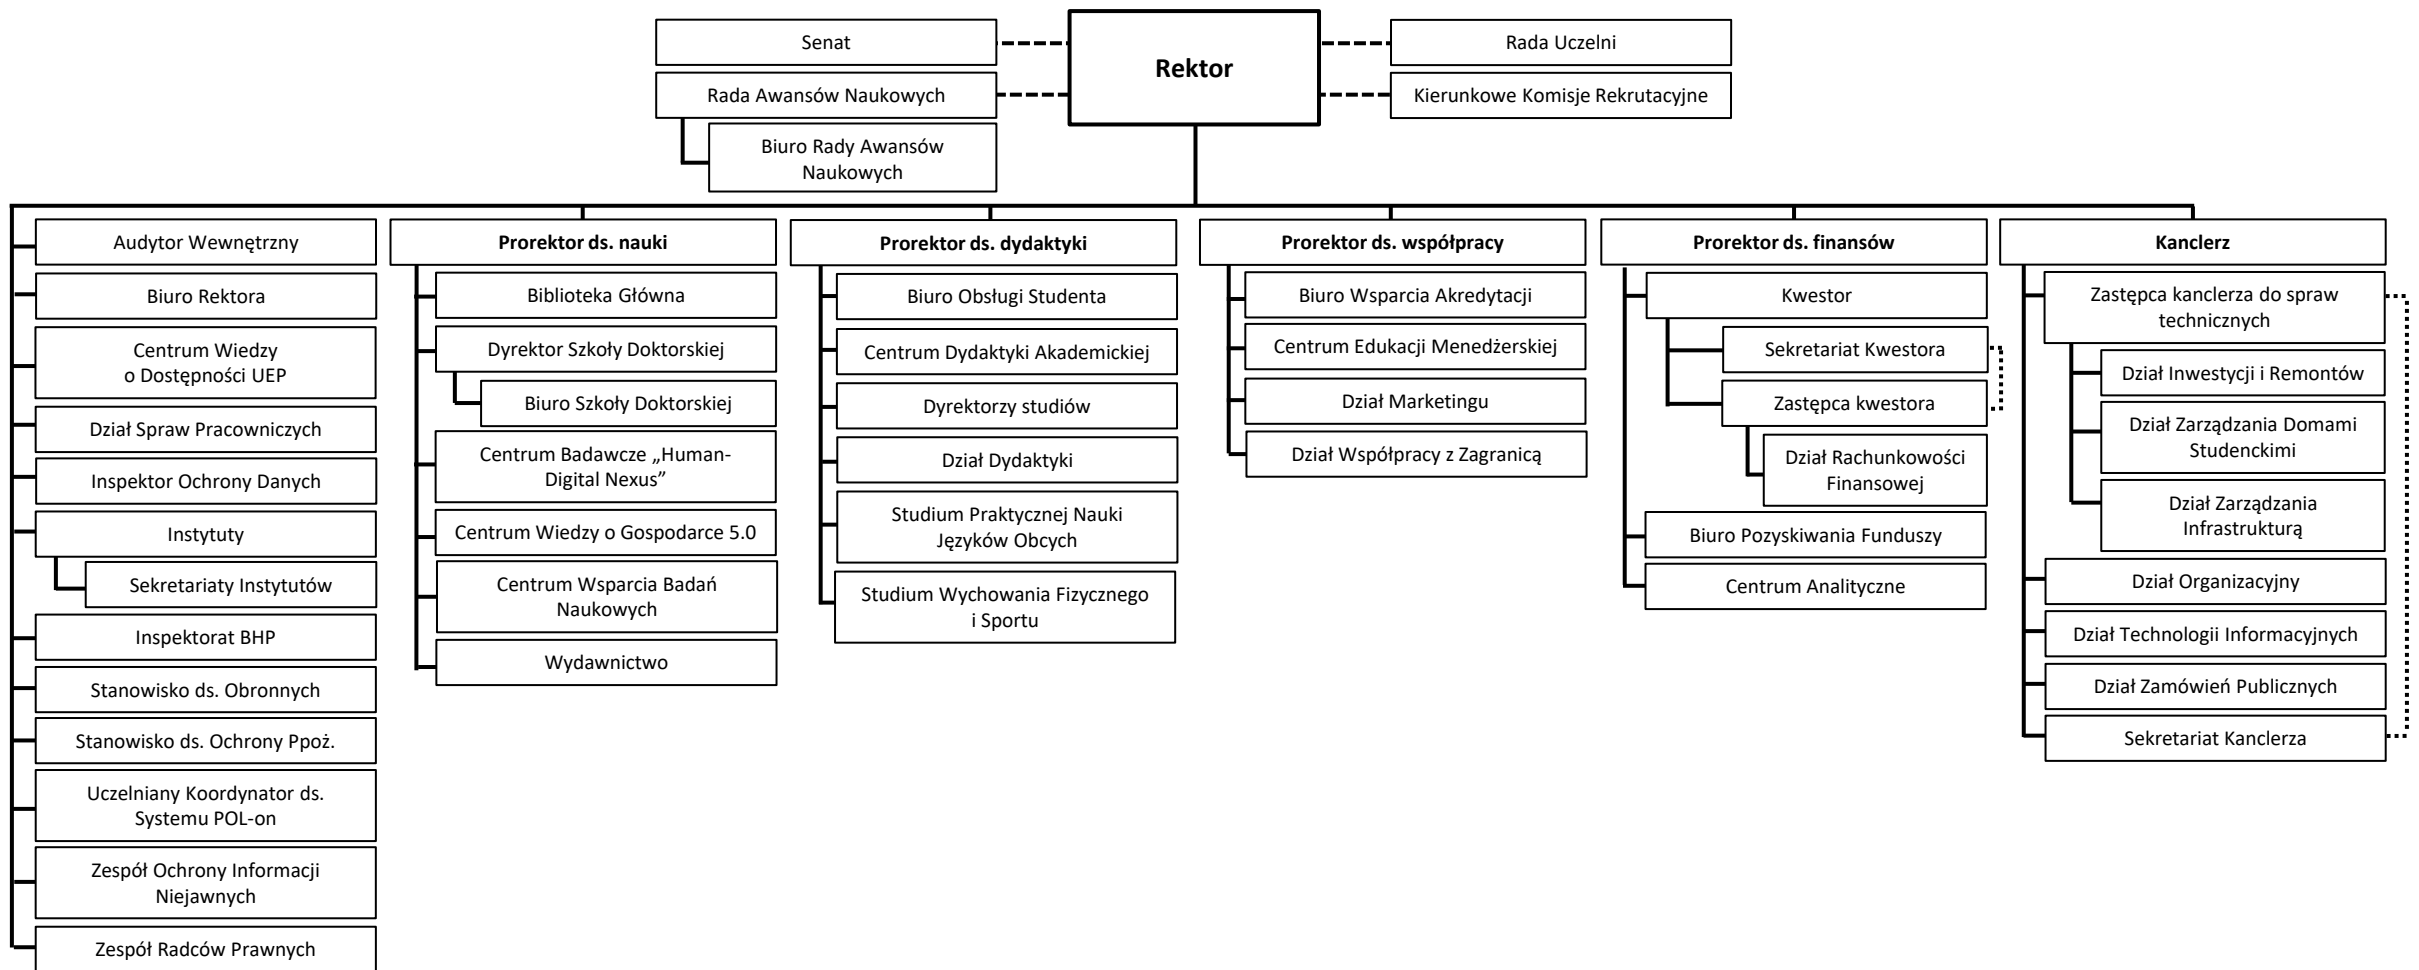 Senat
Rada Awansów Naukowych
Biuro Rady Awansów
Naukowych
Rektor
Rada Uczelni
Kierunkowe Komisje Rekrutacyjne
Audytor Wewnętrzny
Biuro Rektora
Centrum Wiedzy
o Dostępności UEP
Dział Spraw Pracowniczych
Inspektor Ochrony Danych
Instytuty
Sekretariaty Instytutów
Inspektorat BHP
Stanowisko ds. Obronnych
Stanowisko ds. Ochrony Ppoż.
Uczelniany Koordynator ds.
Systemu POL-on
Zespół Ochrony Informacji
Niejawnych
Zespół Radców Prawnych
Prorektor ds. nauki
Biblioteka Główna
Dyrektor Szkoły Doktorskiej
Biuro Szkoły Doktorskiej
Centrum Badawcze „Human-
Digital Nexus”
Centrum Wiedzy o Gospodarce 5.0
Centrum Wsparcia Badań
Naukowych
Wydawnictwo
Prorektor ds. dydaktyki
Biuro Obsługi Studenta
Centrum Dydaktyki Akademickiej
Dyrektorzy studiów
Dział Dydaktyki
Studium Praktycznej Nauki
Języków Obcych
Studium Wychowania Fizycznego
i Sportu
Prorektor ds. współpracy
Biuro Wsparcia Akredytacji
Centrum Edukacji Menedżerskiej
Dział Marketingu
Dział Współpracy z Zagranicą
Prorektor ds. finansów
Kwestor
Sekretariat Kwestora
Zastępca kwestora
Dział Rachunkowości
Finansowej
Biuro Pozyskiwania Funduszy
Centrum Analityczne
Kanclerz
Zastępca kanclerza do spraw
technicznych
Dział Inwestycji i Remontów
Dział Zarządzania Domami
Studenckimi
Dział Zarządzania
Infrastrukturą
Dział Organizacyjny
Dział Technologii Informacyjnych
Dział Zamówień Publicznych
Sekretariat Kanclerza